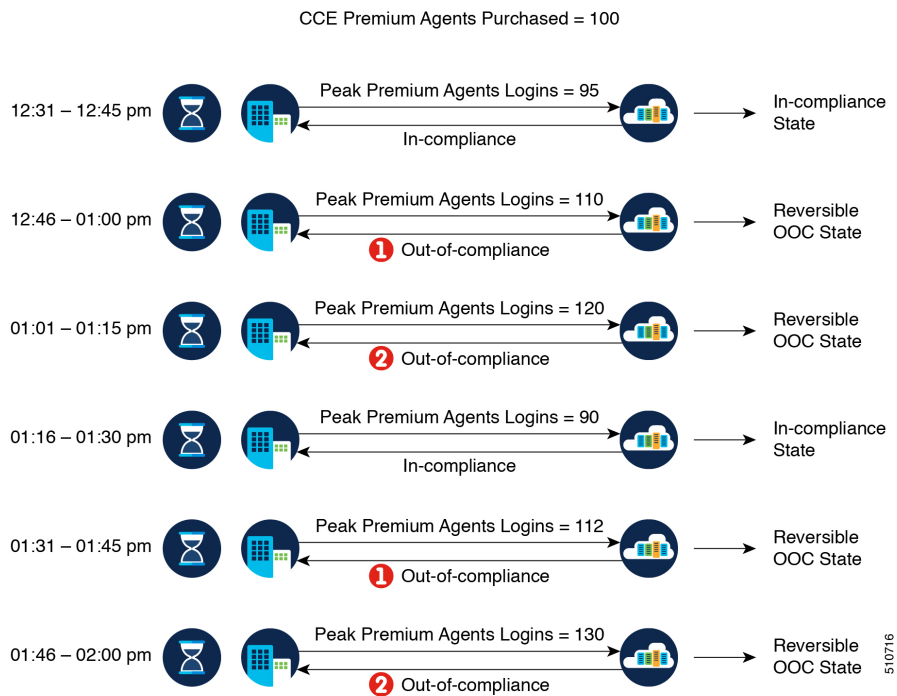 CCE Premium Agents Purchased = 100
12:31 – 12:45 pm
Peak Premium Agents Logins = 95
In-compliance
In-compliance
State
12:46 – 01:00 pm
Peak Premium Agents Logins = 110
1 Out-of-compliance
Reversible
OOC State
01:01 – 01:15 pm
Peak Premium Agents Logins = 120
2 Out-of-compliance
Reversible
OOC State
01:16 – 01:30 pm
Peak Premium Agents Logins = 90
In-compliance
In-compliance
State
01:31 – 01:45 pm
Peak Premium Agents Logins = 112
1 Out-of-compliance
Reversible
OOC State
01:46 – 02:00 pm
Peak Premium Agents Logins = 130
2 Out-of-compliance
Reversible
OOC State
510716